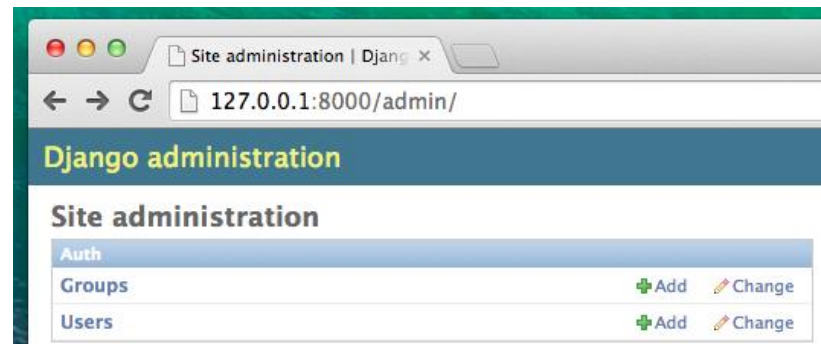 Site administration | Djang
127.0.0.1:8000/admin/
Django administration
Site administration
Auth
Groups Add Change
Users Add Change